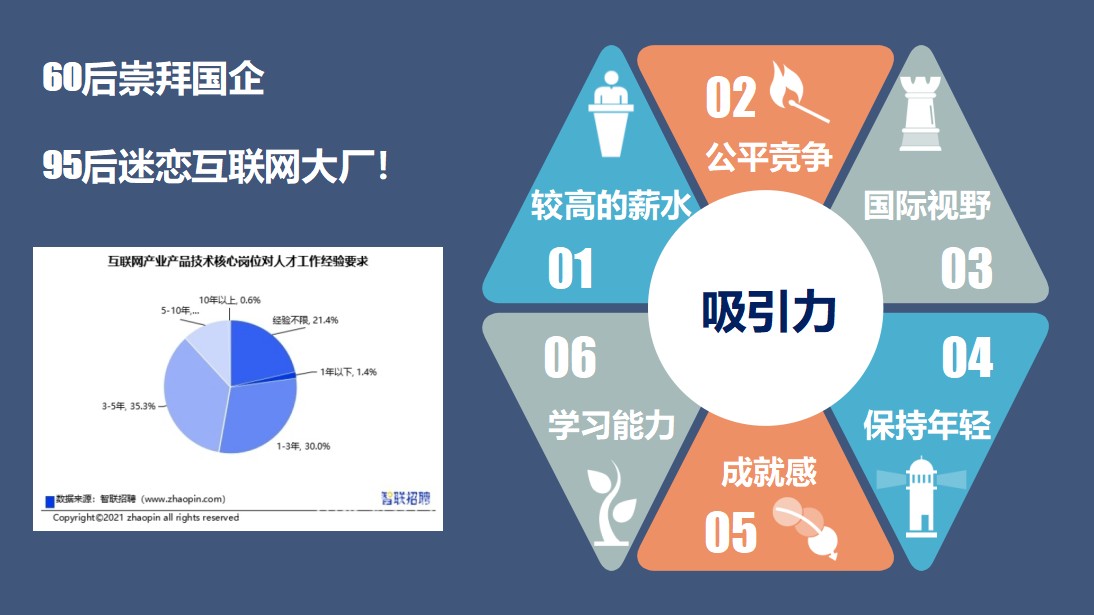 60后崇拜国企
95后迷恋互联网大厂！
互联网产业产品技术核心岗位对人才工作经验要求
10年以上, 0.6%
5-10年,...
经验不限, 21.4%
1年以下, 1.4%
3-5年, 35.3%
1-3年, 30.0%
数据来源：智联招聘（www.zhaopin.com）
智联招聘
Copyright©2021 zhaopin all rights reserved
较高的薪水
01
02
公平竞争
国际视野
03
吸引力
04
保持年轻
成就感
05
06
学习能力